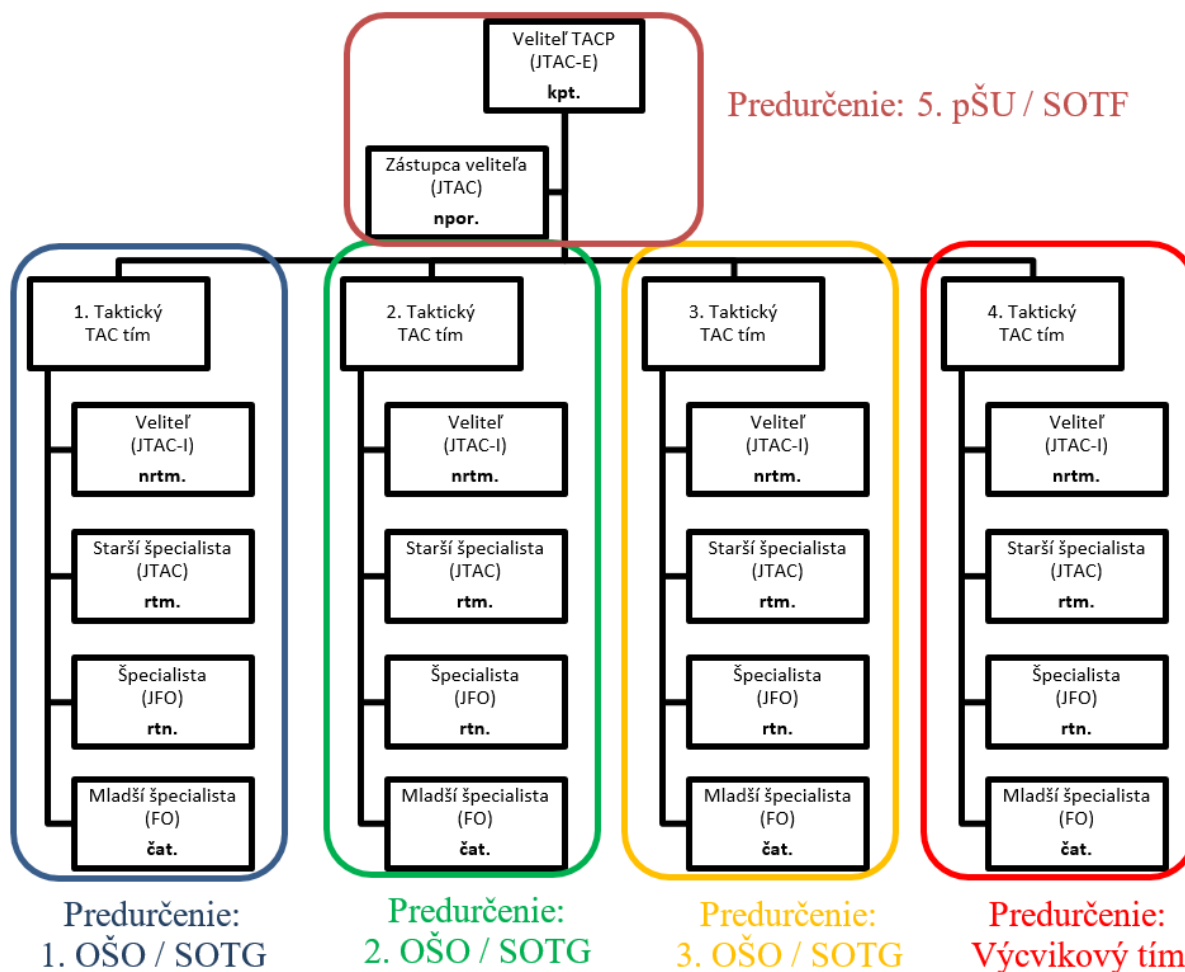 Veliteľ TACP
(JTAC-E)
kpt.
Predurčenie: 5. pŠU / SOTF
Zástupca veliteľa
(JTAC)
npor.
1. Taktický
TAC tím
Veliteľ
(JTAC-I)
nrtm.
Starší špecialista
(JTAC)
rtm.
Špecialista
(JFO)
rtn.
Mladší špecialista
(FO)
čat.
Predurčenie:
1. OŠO / SOTG
2. Taktický
TAC tím
Veliteľ
(JTAC-I)
nrtm.
Starší špecialista
(JTAC)
rtm.
Špecialista
(JFO)
rtn.
Mladší špecialista
(FO)
čat.
Predurčenie:
2. OŠO / SOTG
3. Taktický
TAC tím
Veliteľ
(JTAC-I)
nrtm.
Starší špecialista
(JTAC)
rtm.
Špecialista
(JFO)
rtn.
Mladší špecialista
(FO)
čat.
Predurčenie:
3. OŠO / SOTG
4. Taktický
TAC tím
Veliteľ
(JTAC-I)
nrtm.
Starší špecialista
(JTAC)
rtm.
Špecialista
(JFO)
rtn.
Mladší špecialista
(FO)
čat.
Predurčenie:
Výcvikový tím